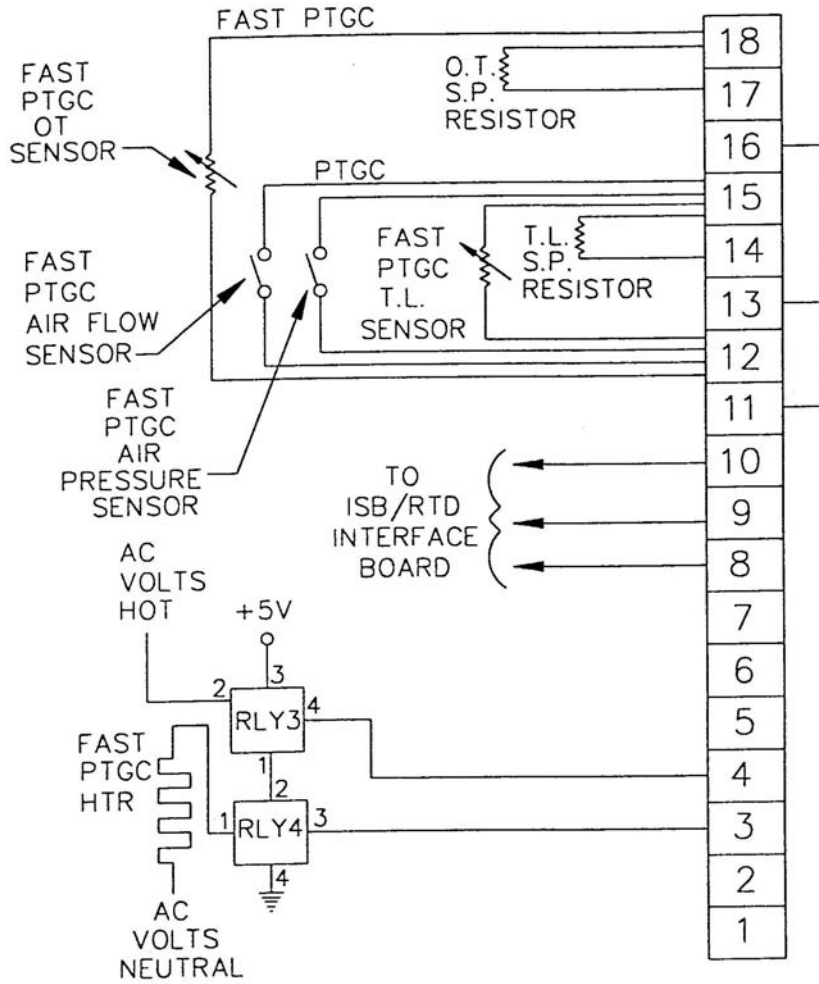 FAST PTGC
FAST
PTGC
OT
SENSOR
O.T.
S.P.
RESISTOR
PTGC
FAST
PTGC
T.L.
SENSOR
T.L.
S.P.
RESISTOR
FAST
PTGC
AIR FLOW
SENSOR
FAST
PTGC
AIR
PRESSURE
SENSOR
TO
ISB/RTD
INTERFACE
BOARD
AC
VOLTS
HOT
+5V
3
2
RLY3
4
1
2
FAST
PTGC
HTR
1
RLY4
3
4
AC
VOLTS
NEUTRAL
18
17
16
15
14
13
12
11
10
9
8
7
6
5
4
3
2
1